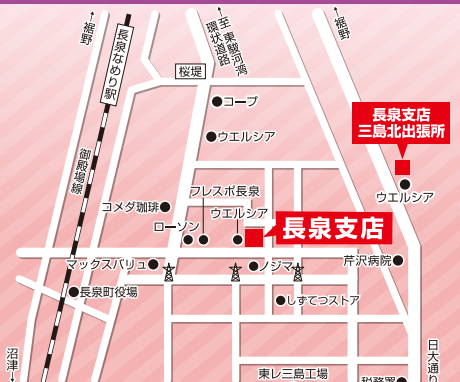 ←裾野
長泉なめり駅
至 東駿河湾
環状道路
←裾野
桜堤
コープ
長泉支店
三島北出張所
ウエルシア
御殿場線
ウエルシア
フレスポ長泉
コメダ珈琲
ウエルシア
ローソン
長泉支店
マックスバリュ
ノジマ
芹沢病院
長泉町役場
しずてつストア
沼津→
日大通り
東レ三島工場
税務署